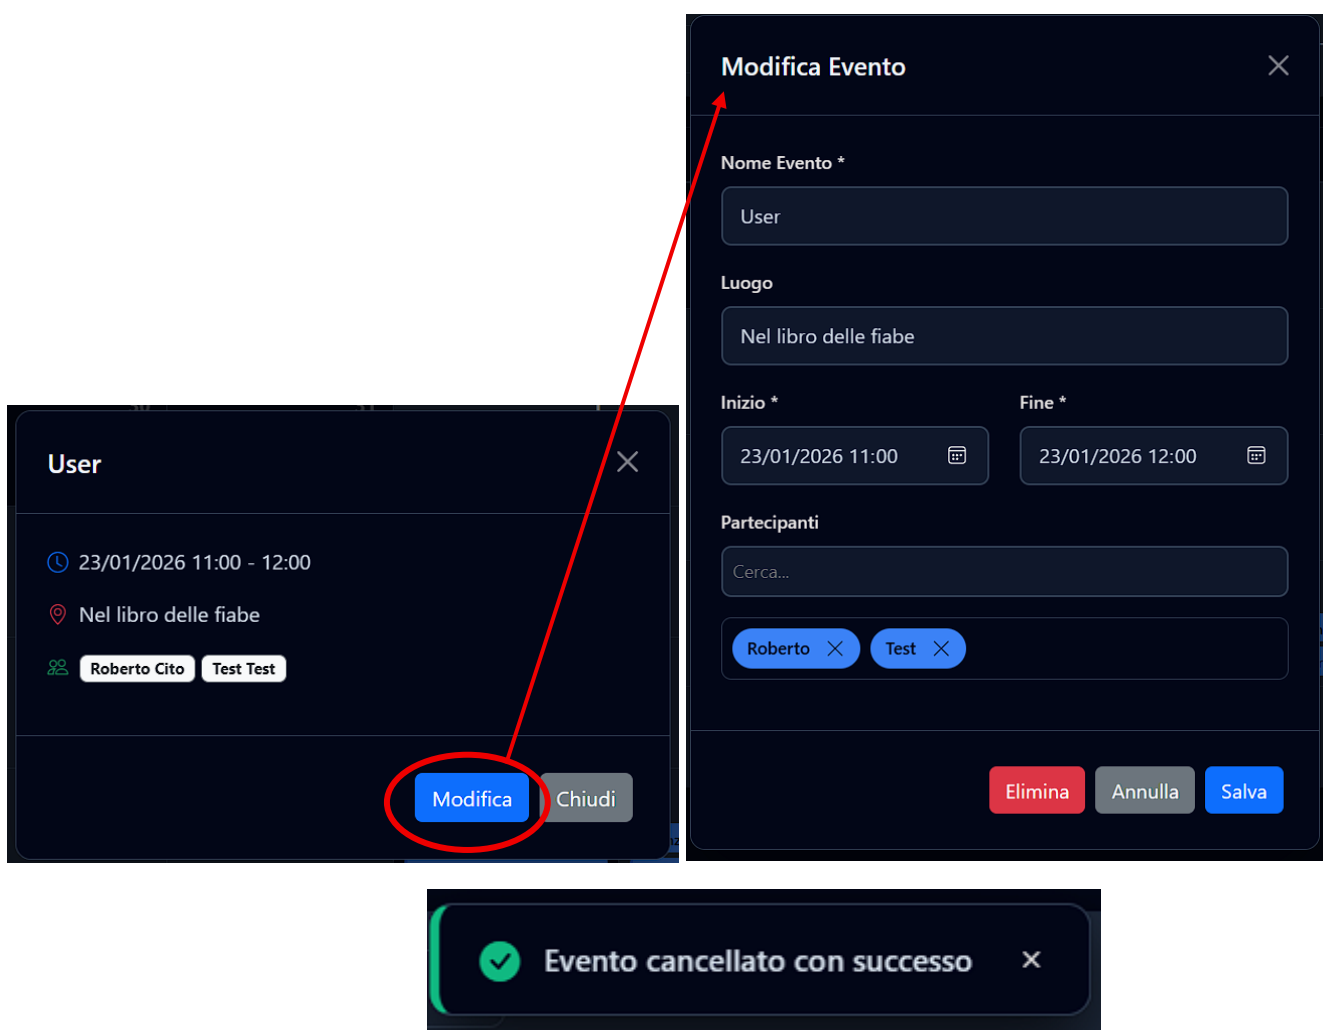 Modifica Evento
Nome Evento *
User
Luogo
Nel libro delle fiabe
Inizio *
Fine *
23/01/2026 11:00
23/01/2026 12:00
Partecipanti
Cerca...
Roberto
Test
Elimina
Annulla
Salva
User
23/01/2026 11:00 - 12:00
Nel libro delle fiabe
Roberto Cito
Test Test
Modifica
Chiudi
Evento cancellato con successo